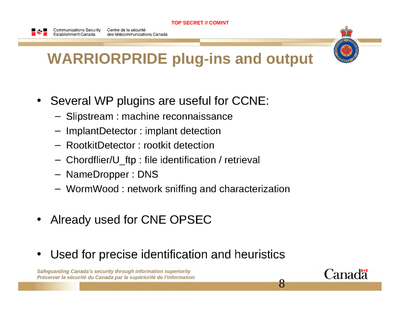 TOP SECRET // COMINT
Communications Security Centre de la sécurité
Establishment Canada des télécommunications Canada
WARRIORPRIDE plug-ins and output
• Several WP plugins are useful for CCNE:
– Slipstream : machine reconnaissance
– ImplantDetector : implant detection
– RootkitDetector : rootkit detection
– Chordflier/U_ftp : file identification / retrieval
– NameDropper : DNS
– WormWood : network sniffing and characterization
• Already used for CNE OPSEC
• Used for precise identification and heuristics
Safeguarding Canada's security through information superiority
Préserver la sécurité du Canada par la supériorité de l'information
Canada
8